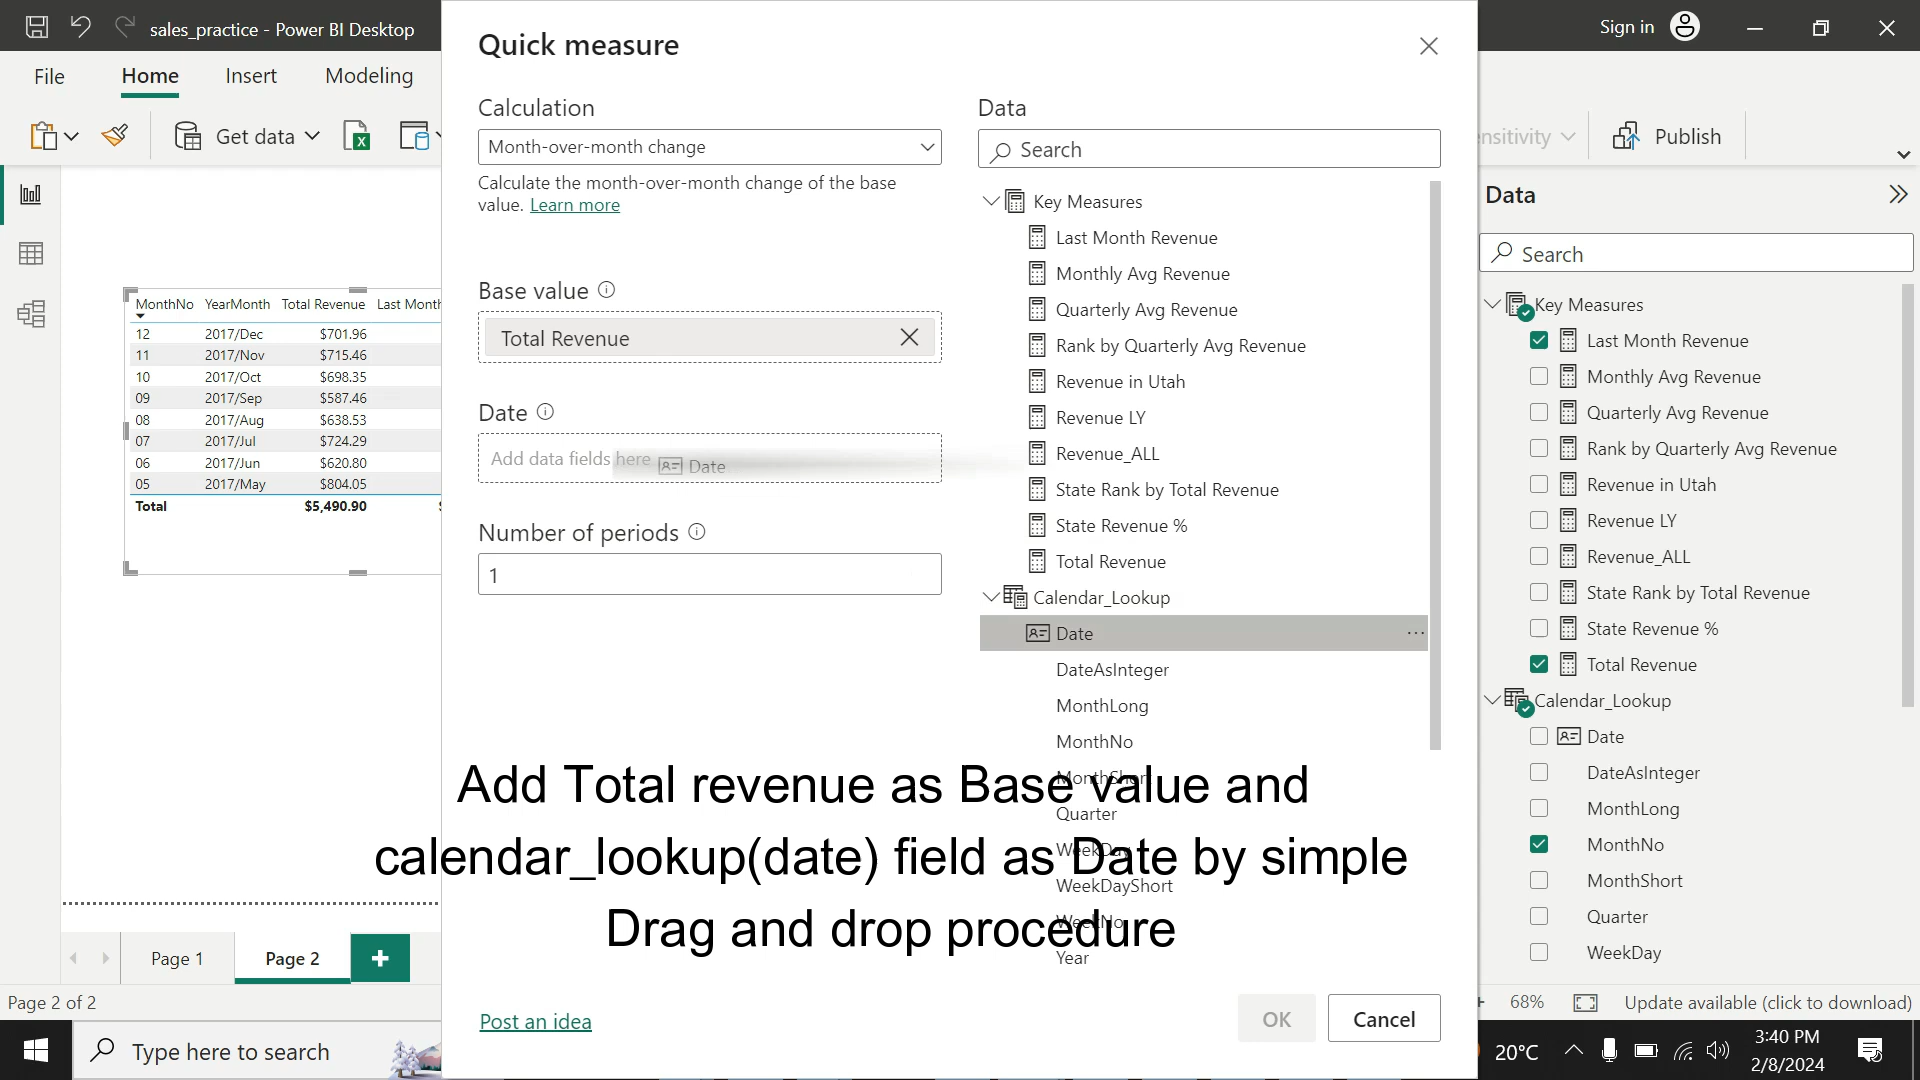 sales_practice - Power BI Desktop
Sign in
File
Home
Insert
Modeling
Get data
nsitivity
Publish
MonthNo YearMonth Total Revenue Last Month
12 2017/Dec $701.96
11 2017/Nov $715.46
10 2017/Oct $698.35
09 2017/Sep $587.46
08 2017/Aug $638.53
07 2017/Jul $724.29
06 2017/Jun $620.80
05 2017/May $804.05
Total $5,490.90
Page 1
Page 2
Page 2 of 2
Quick measure
Calculation
Month-over-month change
Calculate the month-over-month change of the base
value. Learn more
Base value
Total Revenue
Date
Add data fields here
Date
Number of periods
1
Data
Search
Key Measures
Last Month Revenue
Monthly Avg Revenue
Quarterly Avg Revenue
Rank by Quarterly Avg Revenue
Revenue in Utah
Revenue LY
Revenue_ALL
State Rank by Total Revenue
State Revenue %
Total Revenue
Calendar_Lookup
Date
DateAsInteger
MonthLong
MonthNo
MonthShort
Quarter
WeekDay
WeekDayShort
WeekNo
Year
Add Total revenue as Base value and
calendar_lookup(date) field as Date by simple
Drag and drop procedure
Post an idea
OK
Cancel
Data
Search
Key Measures
Last Month Revenue
Monthly Avg Revenue
Quarterly Avg Revenue
Rank by Quarterly Avg Revenue
Revenue in Utah
Revenue LY
Revenue_ALL
State Rank by Total Revenue
State Revenue %
Total Revenue
Calendar_Lookup
Date
DateAsInteger
MonthLong
MonthNo
MonthShort
Quarter
WeekDay
68%
Update available (click to download)
Type here to search
20°C
3:40 PM
2/8/2024